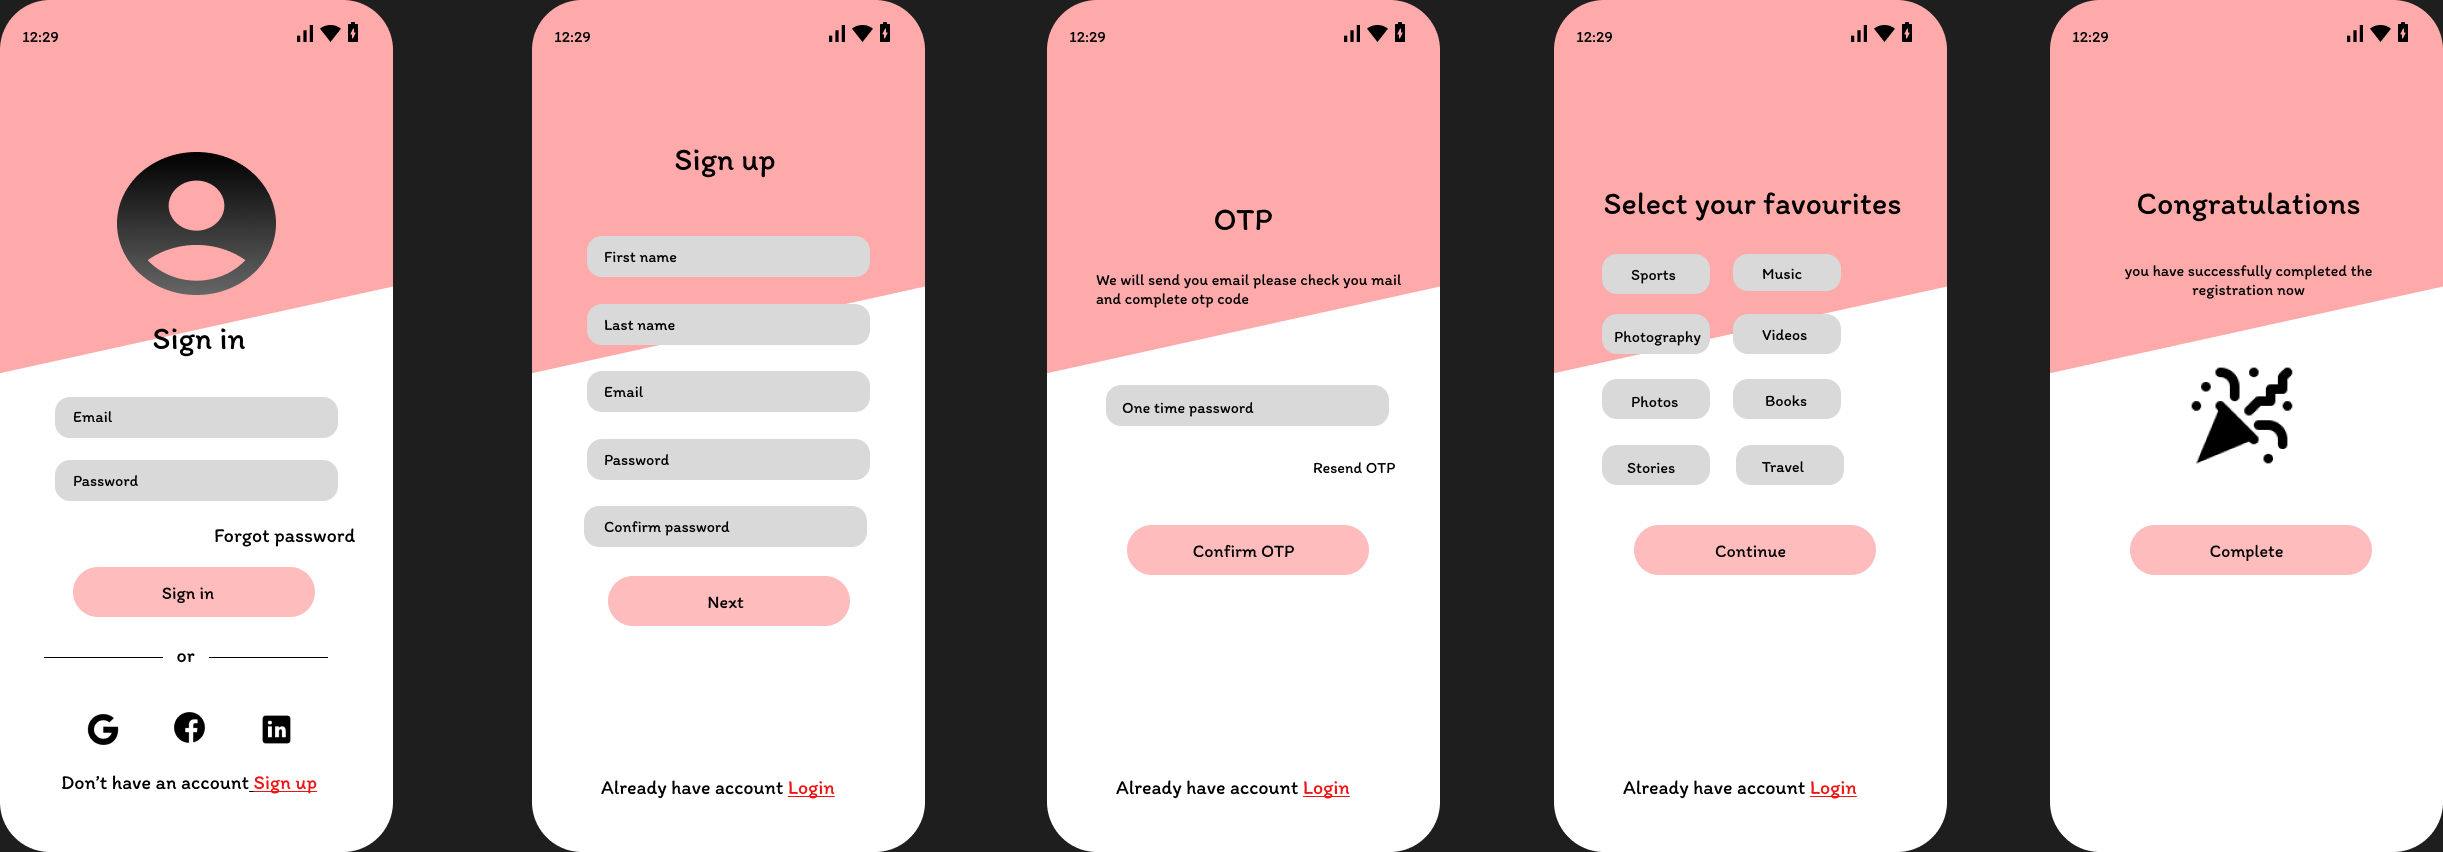 12:29
Sign in
Email
Password
Forgot password
Sign in
or
Don't have an account Sign up
12:29
Sign up
First name
Last name
Email
Password
Confirm password
Next
Already have account Login
12:29
OTP
We will send you email please check you mail
and complete otp code
One time password
Resend OTP
Confirm OTP
Already have account Login
12:29
Select your favourites
Sports
Music
Photography
Videos
Photos
Books
Stories
Travel
Continue
Already have account Login
12:29
Congratulations
you have successfully completed the
registration now
Complete